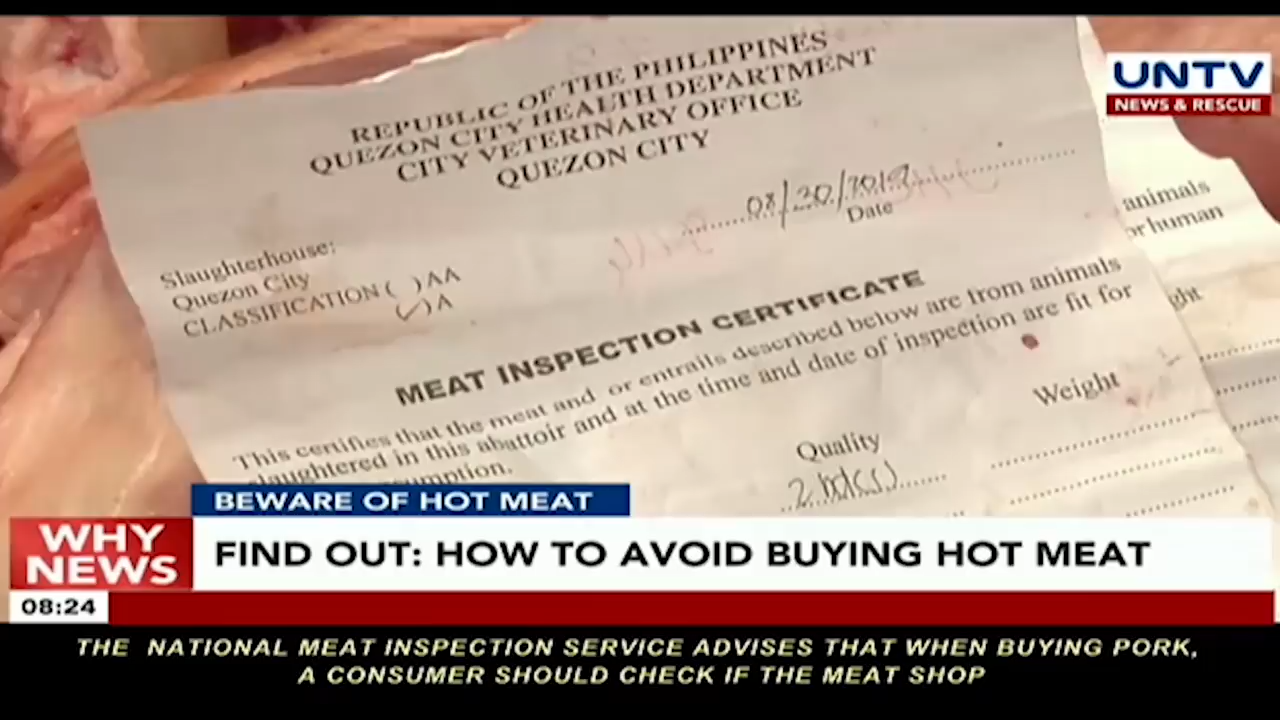 REPUBLIC OF THE PHILIPPINES
QUEZON CITY HEALTH DEPARTMENT
CITY VETERINARY OFFICE
QUEZON CITY
08/20/2019
Date
Slaughterhouse:
Quezon City
CLASSIFICATION ( ) AA
(✓) A
MEAT INSPECTION CERTIFICATE
This certifies that the meat and or entrails described below are from animals
slaughtered in this abattoir and at the time and date of inspection are fit for
Quality
Weight
animals
or human
UNTV
NEWS & RESCUE
BEWARE OF HOT MEAT
WHY
NEWS
FIND OUT: HOW TO AVOID BUYING HOT MEAT
08:24
THE NATIONAL MEAT INSPECTION SERVICE ADVISES THAT WHEN BUYING PORK,
A CONSUMER SHOULD CHECK IF THE MEAT SHOP